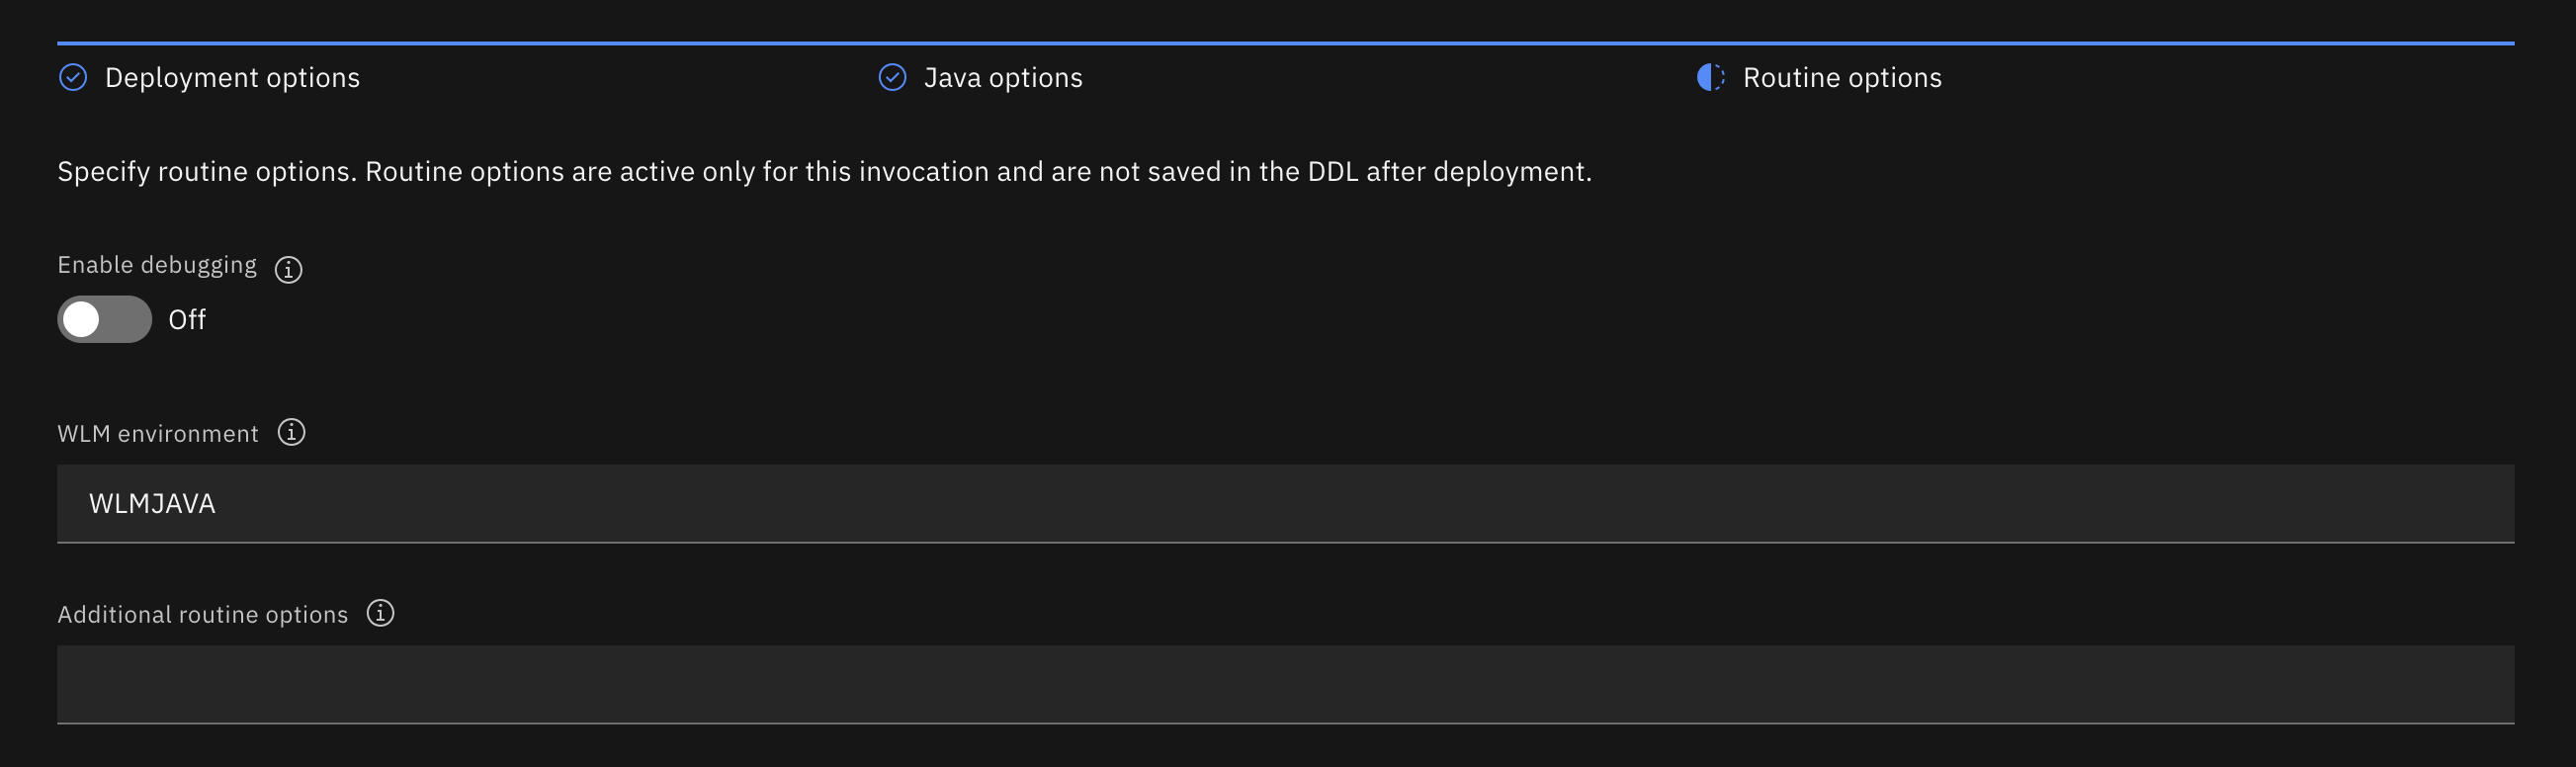 Deployment options
Java options
Routine options
Specify routine options. Routine options are active only for this invocation and are not saved in the DDL after deployment.
Enable debugging
Off
WLM environment
WLMJAVA
Additional routine options